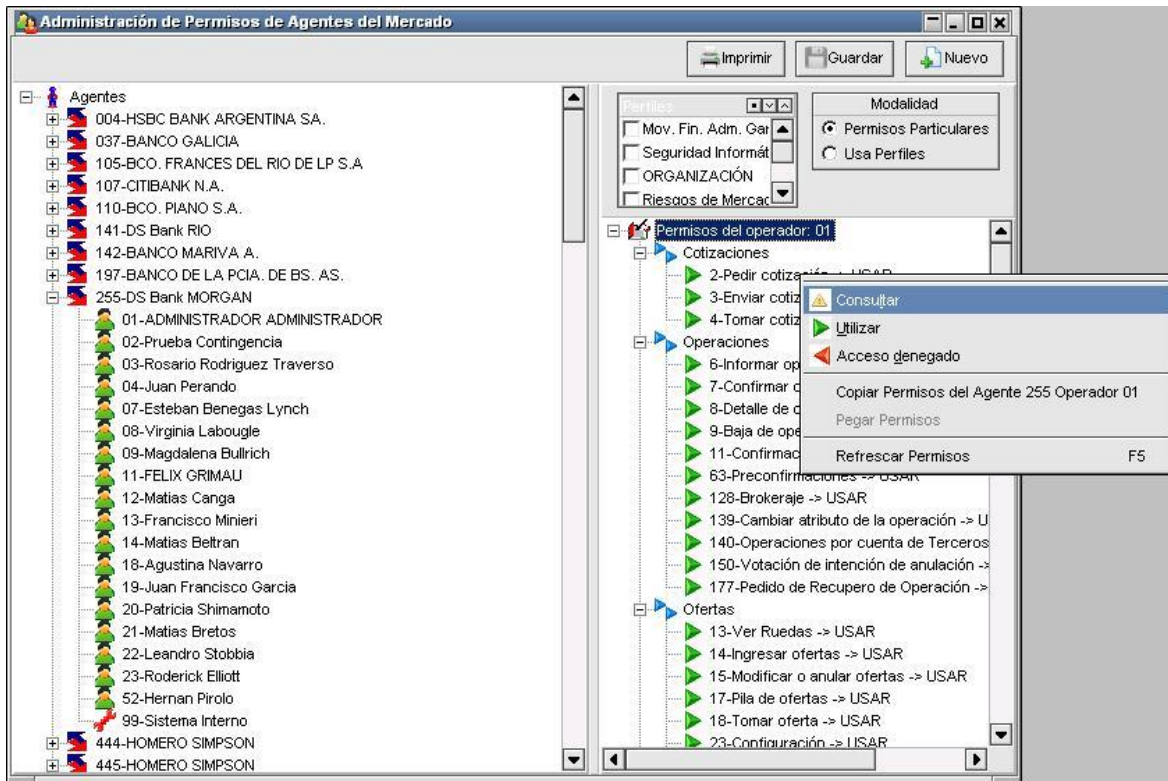 Administración de Permisos de Agentes del Mercado
Imprimir Guardar Nuevo
Agentes
004-HSBC BANK ARGENTINA SA.
037-BANCO GALICIA
105-BCO. FRANCES DEL RIO DE LP S.A
107-CITIBANK N.A.
110-BCO. PIANO S.A.
141-DS Bank RIO
142-BANCO MARIVA A.
197-BANCO DE LA PCIA. DE BS. AS.
255-DS Bank MORGAN
01-ADMINISTRADOR ADMINISTRADOR
02-Prueba Contingencia
03-Rosario Rodriguez Traverso
04-Juan Perando
07-Esteban Benegas Lynch
08-Virginia Labougle
09-Magdalena Bullrich
11-FELIX GRIMAU
12-Matias Canga
13-Francisco Minieri
14-Matias Beltran
18-Agustina Navarro
19-Juan Francisco Garcia
20-Patricia Shimamoto
21-Matias Bretos
22-Leandro Stobbia
23-Roderick Elliott
52-Hernan Pirolo
99-Sistema Interno
444-HOMERO SIMPSON
445-HOMERO SIMPSON
Perfiles
Mov. Fin. Adm. Gar
Seguridad Informát
ORGANIZACIÓN
Riesgos de Mercad
Modalidad
Permisos Particulares
Usa Perfiles
Permisos del operador: 01
Cotizaciones
2-Pedir cotización -> USAR
3-Enviar cotiz
4-Tomar cotiz
Operaciones
6-Informar op
7-Confirmar
8-Detalle de
9-Baja de ope
11-Confirmac
63-Preconfirmaciones -> USAR
128-Brokeraje -> USAR
139-Cambiar atributo de la operación -> U
140-Operaciones por cuenta de Terceros
150-Votación de intención de anulación ->
177-Pedido de Recupero de Operación ->
Ofertas
13-Ver Ruedas -> USAR
14-Ingresar ofertas -> USAR
15-Modificar o anular ofertas -> USAR
17-Pila de ofertas -> USAR
18-Tomar oferta -> USAR
23-Configuración -> USAR
Consultar
Utilizar
Acceso denegado
Copiar Permisos del Agente 255 Operador 01
Pegar Permisos
Refrescar Permisos F5